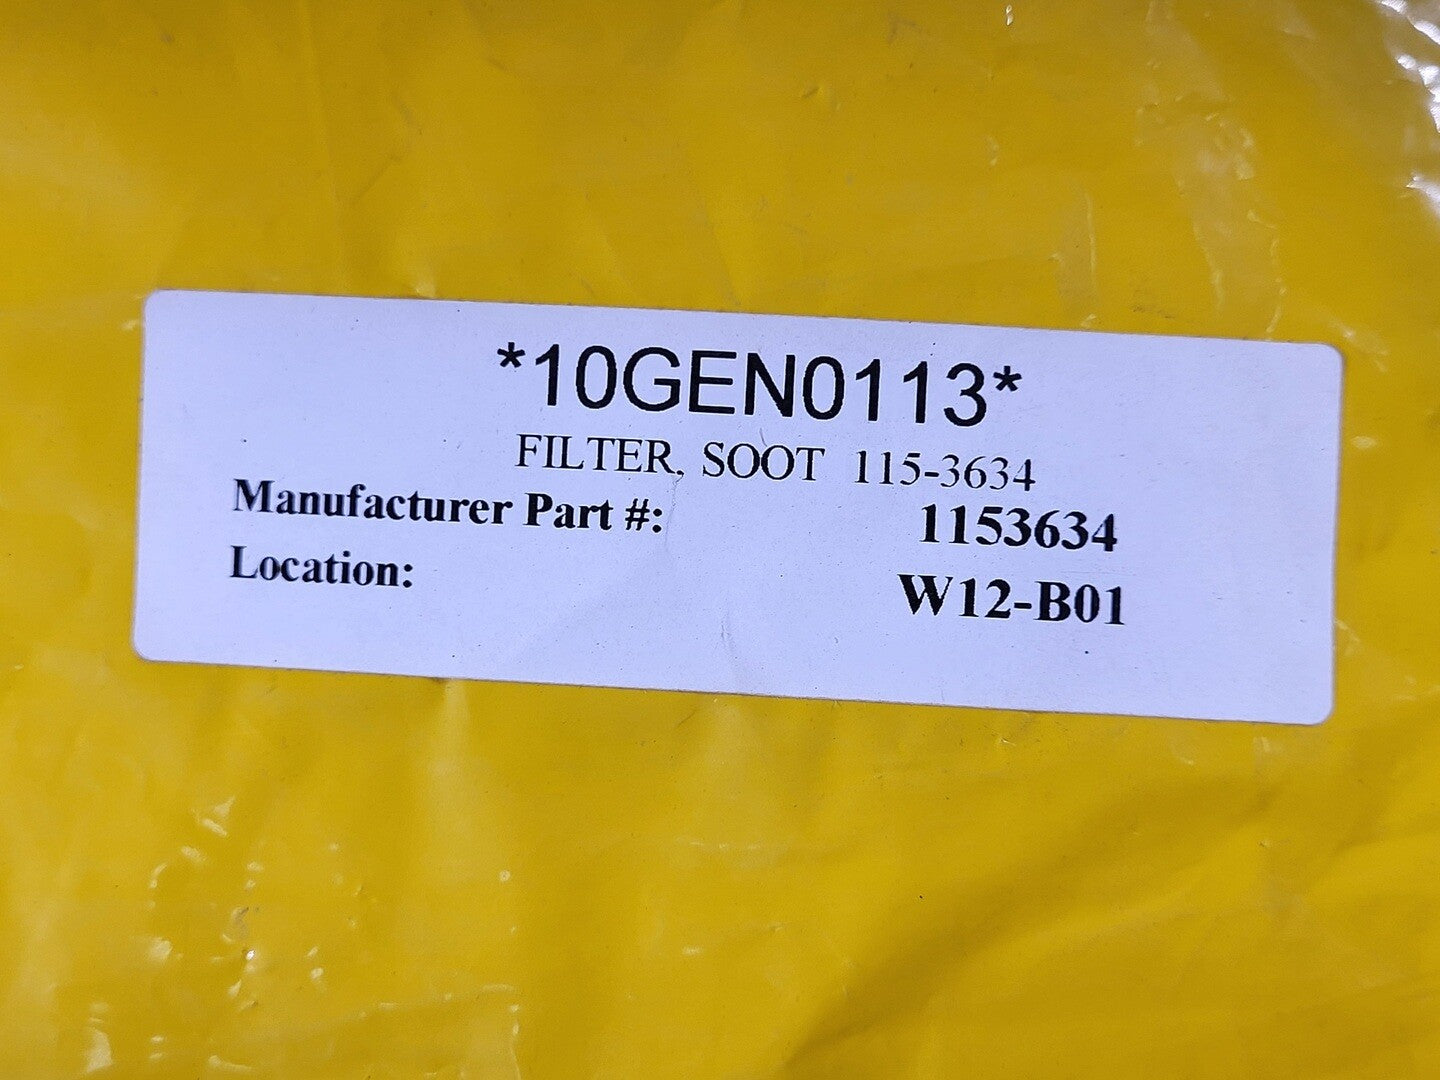 *10GEN0113*
FILTER, SOOT 115-3634
Manufacturer Part #: 1153634
Location: W12-B01